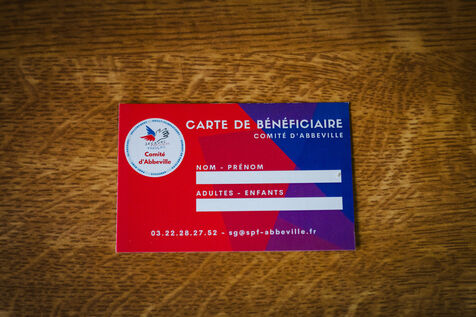 CARTE DE BÉNÉFICIAIRE
COMITÉ D'ABBEVILLE
Comité
d'Abbeville
NOM - PRÉNOM
ADULTES - ENFANTS
03.22.28.27.52 - sg@spf-abbeville.fr